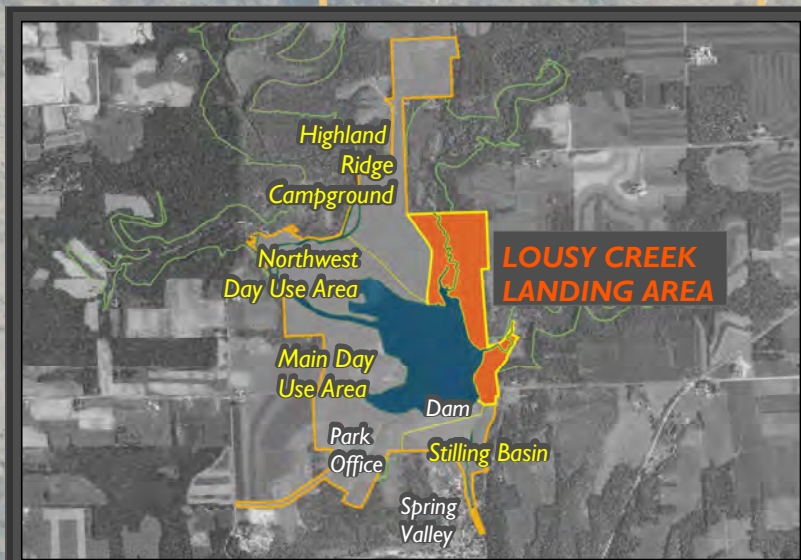 Highland
Ridge
Campground
Northwest
Day Use Area
LOUSY CREEK
LANDING AREA
Main Day
Use Area
Dam
Park
Office
Stilling Basin
Spring
Valley